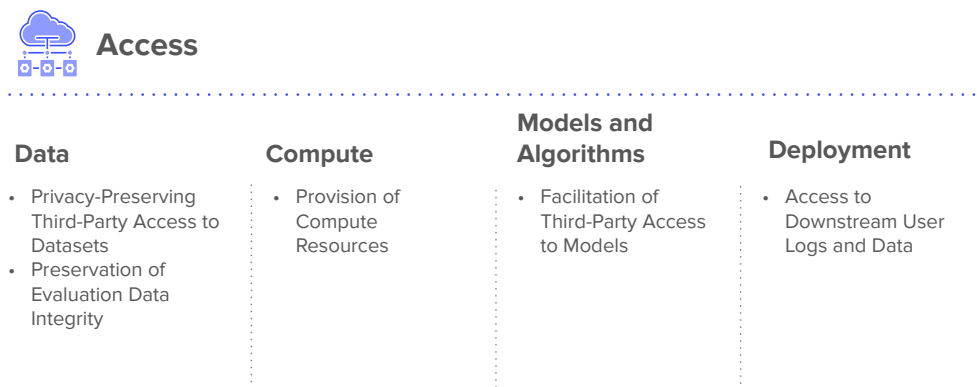 Access
Data
• Privacy-Preserving
Third-Party Access to
Datasets
• Preservation of
Evaluation Data
Integrity
Compute
• Provision of
Compute
Resources
Models and
Algorithms
• Facilitation of
Third-Party Access
to Models
Deployment
• Access to
Downstream User
Logs and Data